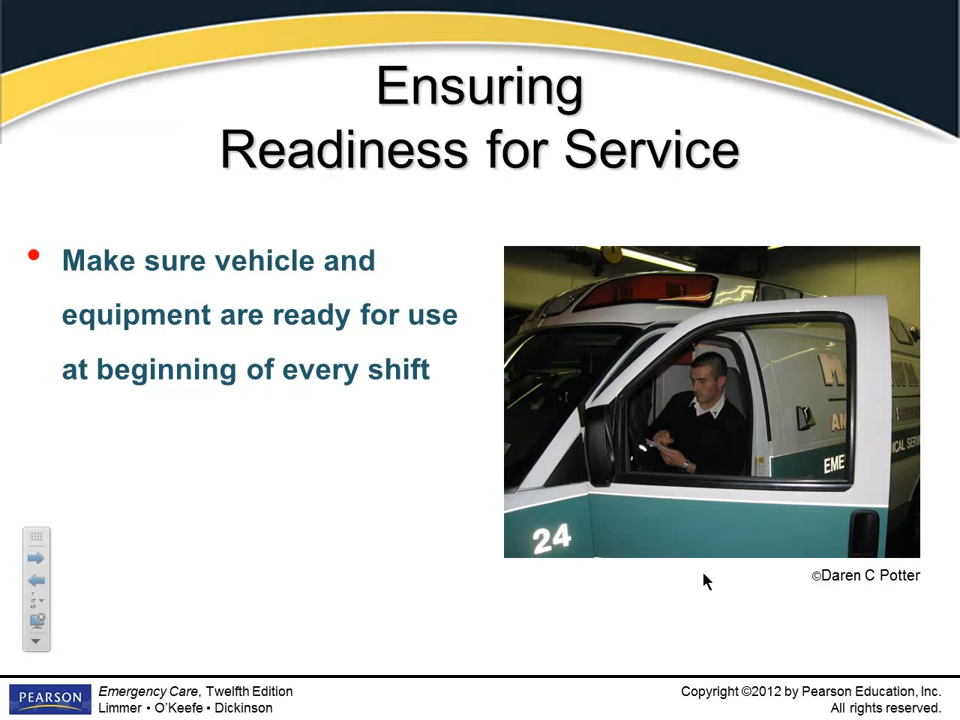 Ensuring
Readiness for Service
• Make sure vehicle and
equipment are ready for use
at beginning of every shift
24
EME
©Daren C Potter
PEARSON
Emergency Care, Twelfth Edition
Limmer • O'Keefe • Dickinson
Copyright ©2012 by Pearson Education, Inc.
All rights reserved.